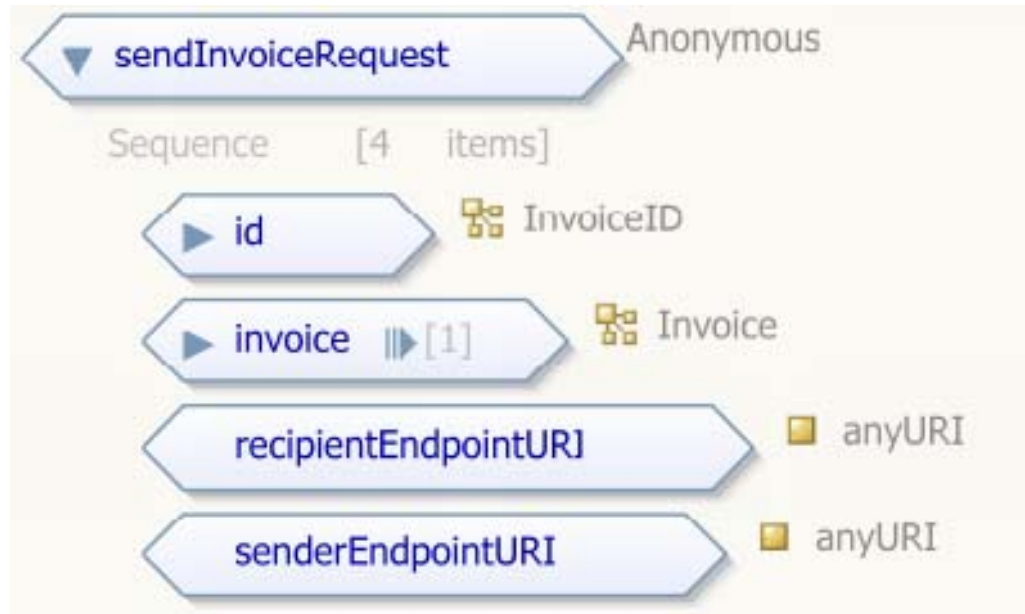 sendInvoiceRequest Anonymous
Sequence [4 items]
id InvoiceID
invoice [1] Invoice
recipientEndpointURI anyURI
senderEndpointURI anyURI